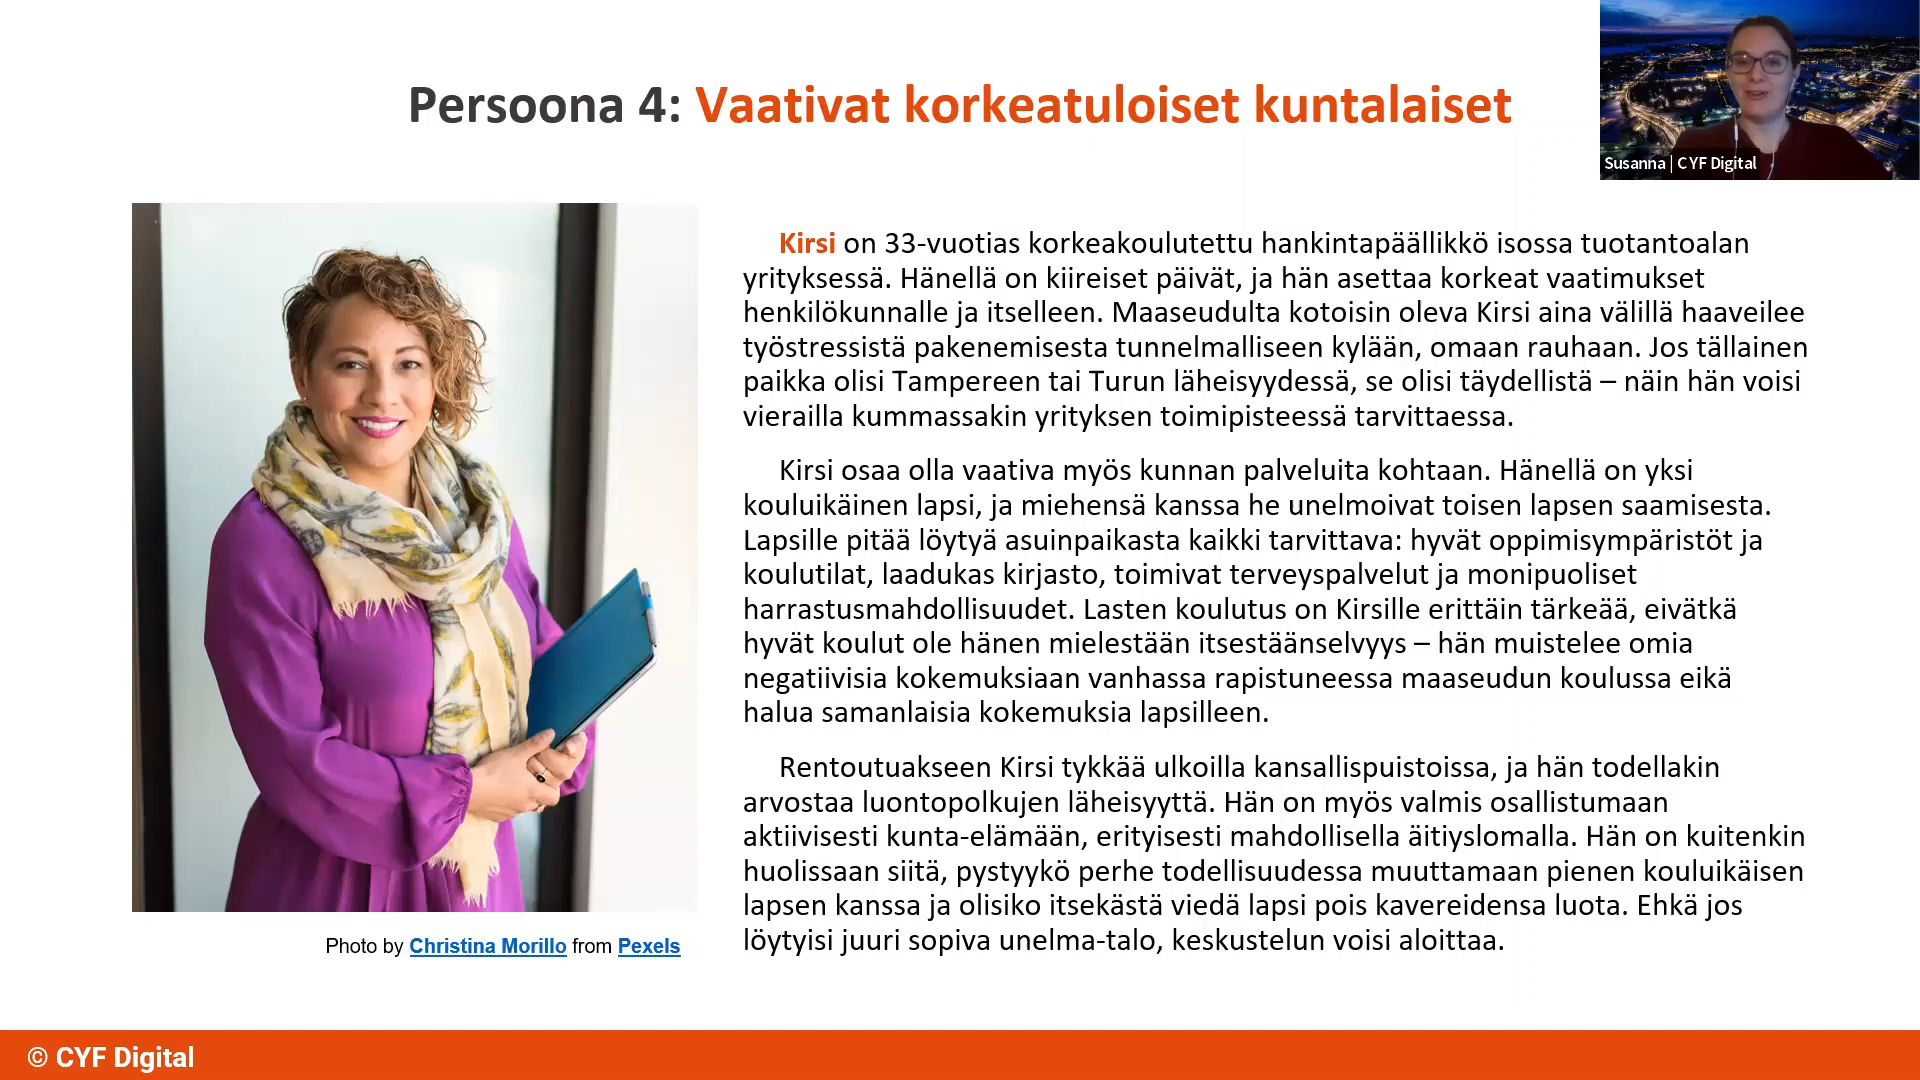 Persoona 4: Vaativat korkeatuloiset kuntalaiset
Susanna | CYF Digital
Kirsi on 33-vuotias korkeakoulutettu hankintapäällikkö isossa tuotantoalan
yrityksessä. Hänellä on kiireiset päivät, ja hän asettaa korkeat vaatimukset
henkilökunnalle ja itselleen. Maaseudulta kotoisin oleva Kirsi aina välillä haaveilee
työstressistä pakenemisesta tunnelmalliseen kylään, omaan rauhaan. Jos tällainen
paikka olisi Tampereen tai Turun läheisyydessä, se olisi täydellistä – näin hän voisi
vierailla kummassakin yrityksen toimipisteessä tarvittaessa.
Kirsi osaa olla vaativa myös kunnan palveluita kohtaan. Hänellä on yksi
kouluikäinen lapsi, ja miehensä kanssa he unelmoivat toisen lapsen saamisesta.
Lapsille pitää löytyä asuinpaikasta kaikki tarvittava: hyvät oppimisympäristöt ja
koulutilat, laadukas kirjasto, toimivat terveyspalvelut ja monipuoliset
harrastusmahdollisuudet. Lasten koulutus on Kirsille erittäin tärkeää, eivätkä
hyvät koulut ole hänen mielestään itsestäänselvyys – hän muistelee omia
negatiivisia kokemuksiaan vanhassa rapistuneessa maaseudun koulussa eikä
halua samanlaisia kokemuksia lapsilleen.
Rentoutuakseen Kirsi tykkää ulkoilla kansallispuistoissa, ja hän todellakin
arvostaa luontopolkujen läheisyyttä. Hän on myös valmis osallistumaan
aktiivisesti kunta-elämään, erityisesti mahdollisella äitiyslomalla. Hän on kuitenkin
huolissaan siitä, pystyykö perhe todellisuudessa muuttamaan pienen kouluikäisen
lapsen kanssa ja olisiko itsekästä viedä lapsi pois kavereidensa luota. Ehkä jos
löytyisi juuri sopiva unelma-talo, keskustelun voisi aloittaa.
Photo by Christina Morillo from Pexels
© CYF Digital